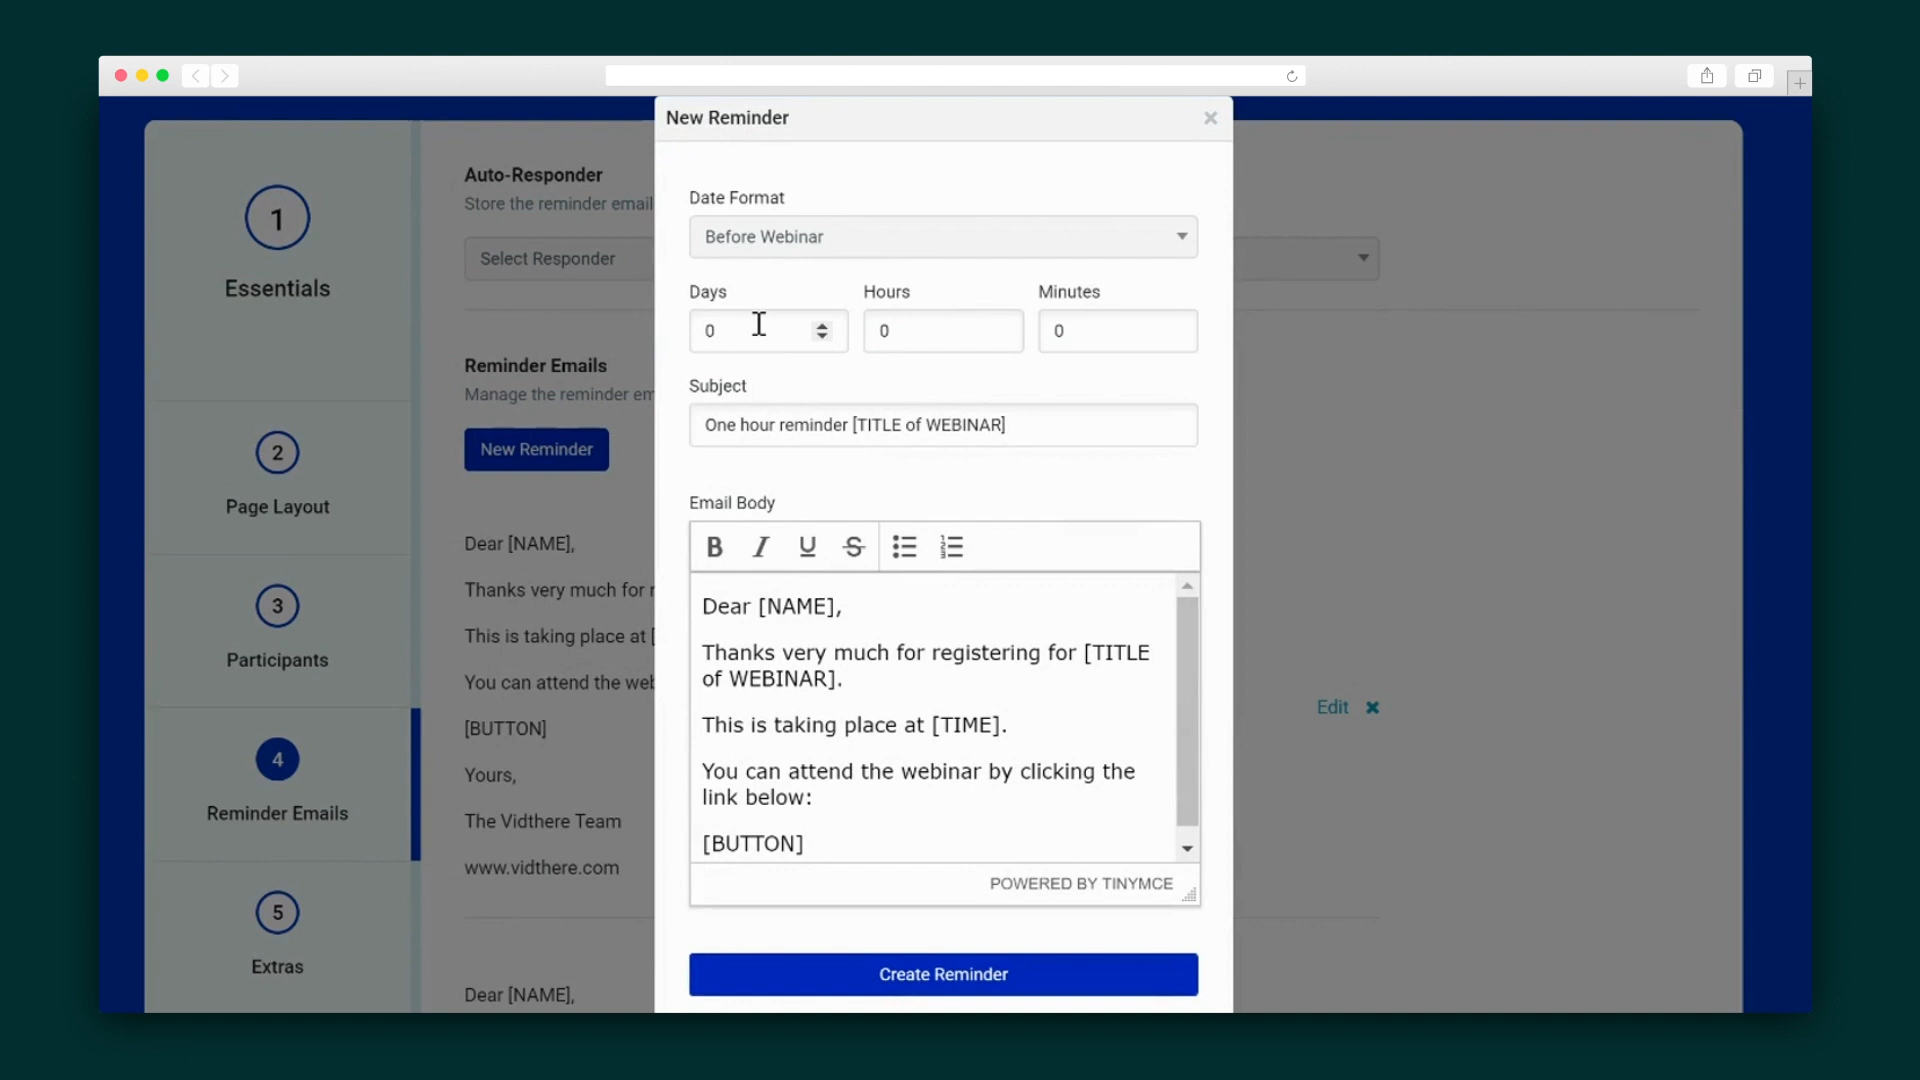 New Reminder
Date Format
Before Webinar
Days Hours Minutes
0 0 0
Subject
One hour reminder [TITLE of WEBINAR]
Email Body
B I U S
Dear [NAME],
Thanks very much for registering for [TITLE
of WEBINAR].
This is taking place at [TIME].
You can attend the webinar by clicking the
link below:
[BUTTON]
POWERED BY TINYMCE
Create Reminder
1
Essentials
2
Page Layout
3
Participants
4
Reminder Emails
5
Extras
Auto-Responder
Store the reminder email
Select Responder
Reminder Emails
Manage the reminder em
New Reminder
Dear [NAME],
Thanks very much for r
This is taking place at [
You can attend the web
[BUTTON]
Yours,
The Vidthere Team
www.vidthere.com
Edit
Dear [NAME],